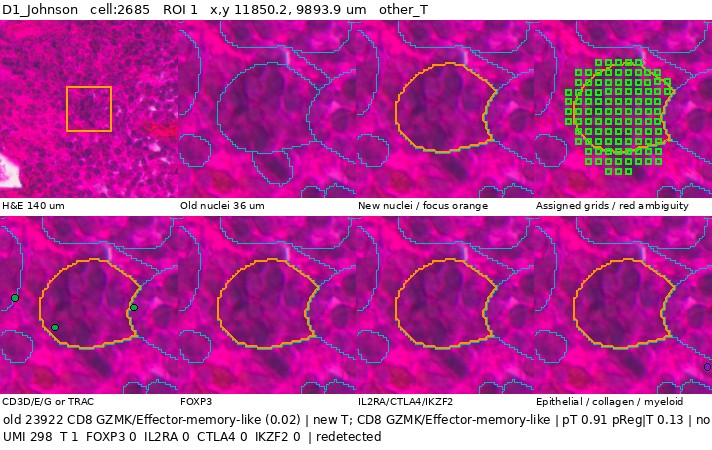 D1_Johnson   cell:2685   ROI 1   x,y 11850.2, 9893.9 um   other_T
H&E 140 um
Old nuclei 36 um
New nuclei / focus orange
Assigned grids / red ambiguity
CD3D/E/G or TRAC
FOXP3
IL2RA/CTLA4/IKZF2
Epithelial / collagen / myeloid
old 23922 CD8 GZMK/Effector-memory-like (0.02) | new T; CD8 GZMK/Effector-memory-like | pT 0.91 pReg|T 0.13 | no
UMI 298  T 1  FOXP3 0  IL2RA 0  CTLA4 0  IKZF2 0  | redetected